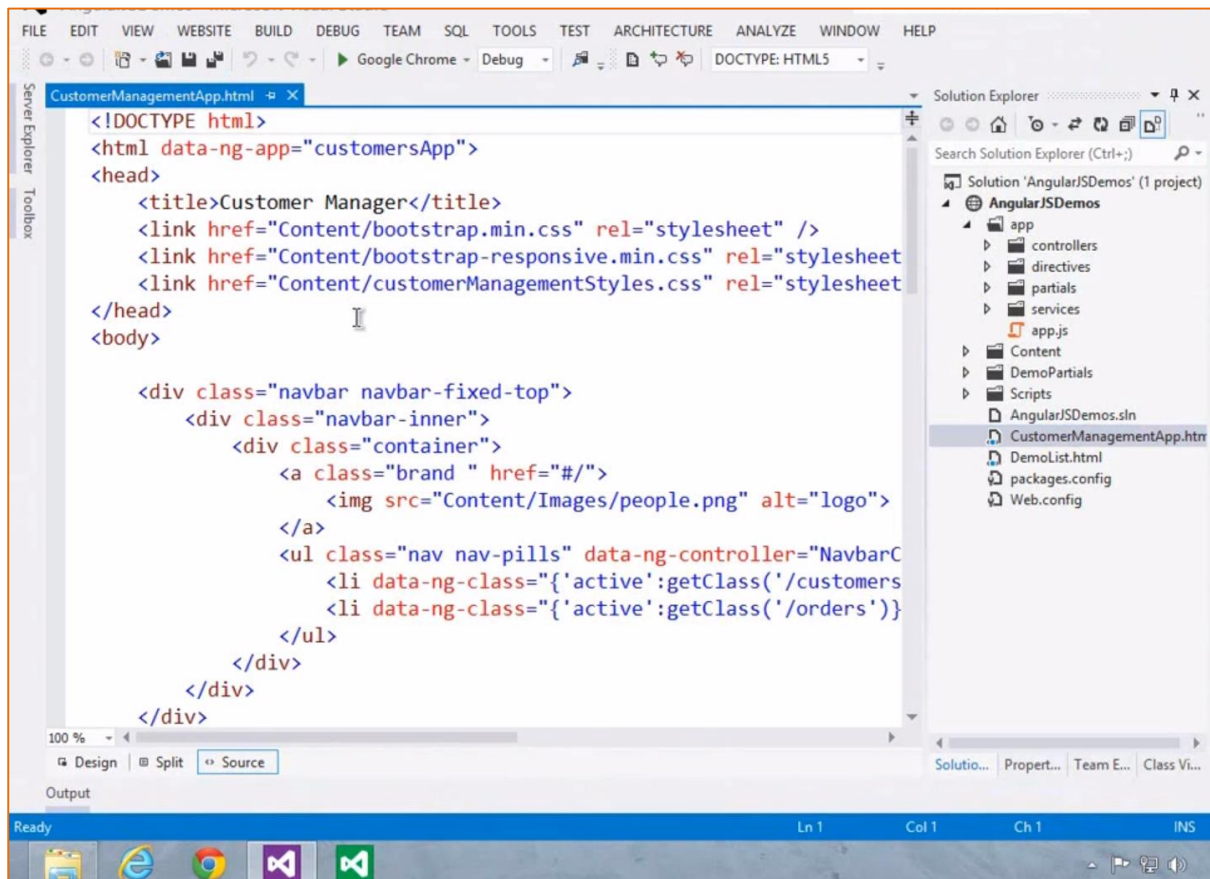 FILE EDIT VIEW WEBSITE BUILD DEBUG TEAM SQL TOOLS TEST ARCHITECTURE ANALYZE WINDOW HELP
Google Chrome Debug DOCTYPE: HTML5
Server Explorer
Toolbox
CustomerManagementApp.html
<!DOCTYPE html>
<html data-ng-app="customersApp">
<head>
<title>Customer Manager</title>
<link href="Content/bootstrap.min.css" rel="stylesheet" />
<link href="Content/bootstrap-responsive.min.css" rel="stylesheet
<link href="Content/customerManagementStyles.css" rel="stylesheet
</head>
<body>
<div class="navbar navbar-fixed-top">
<div class="navbar-inner">
<div class="container">
<a class="brand " href="#/">
<img src="Content/Images/people.png" alt="logo">
</a>
<ul class="nav nav-pills" data-ng-controller="NavbarC
<li data-ng-class="{'active':getClass('/customers
<li data-ng-class="{'active':getClass('/orders')}
</ul>
</div>
</div>
</div>
100 %
Design Split Source
Output
Solution Explorer
Search Solution Explorer (Ctrl+;)
Solution 'AngularJSDemos' (1 project)
AngularJSDemos
app
controllers
directives
partials
services
app.js
Content
DemoPartials
Scripts
AngularJSDemos.sln
CustomerManagementApp.htm
DemoList.html
packages.config
Web.config
Solutio... Propert... Team E... Class Vi...
Ready Ln 1 Col 1 Ch 1 INS